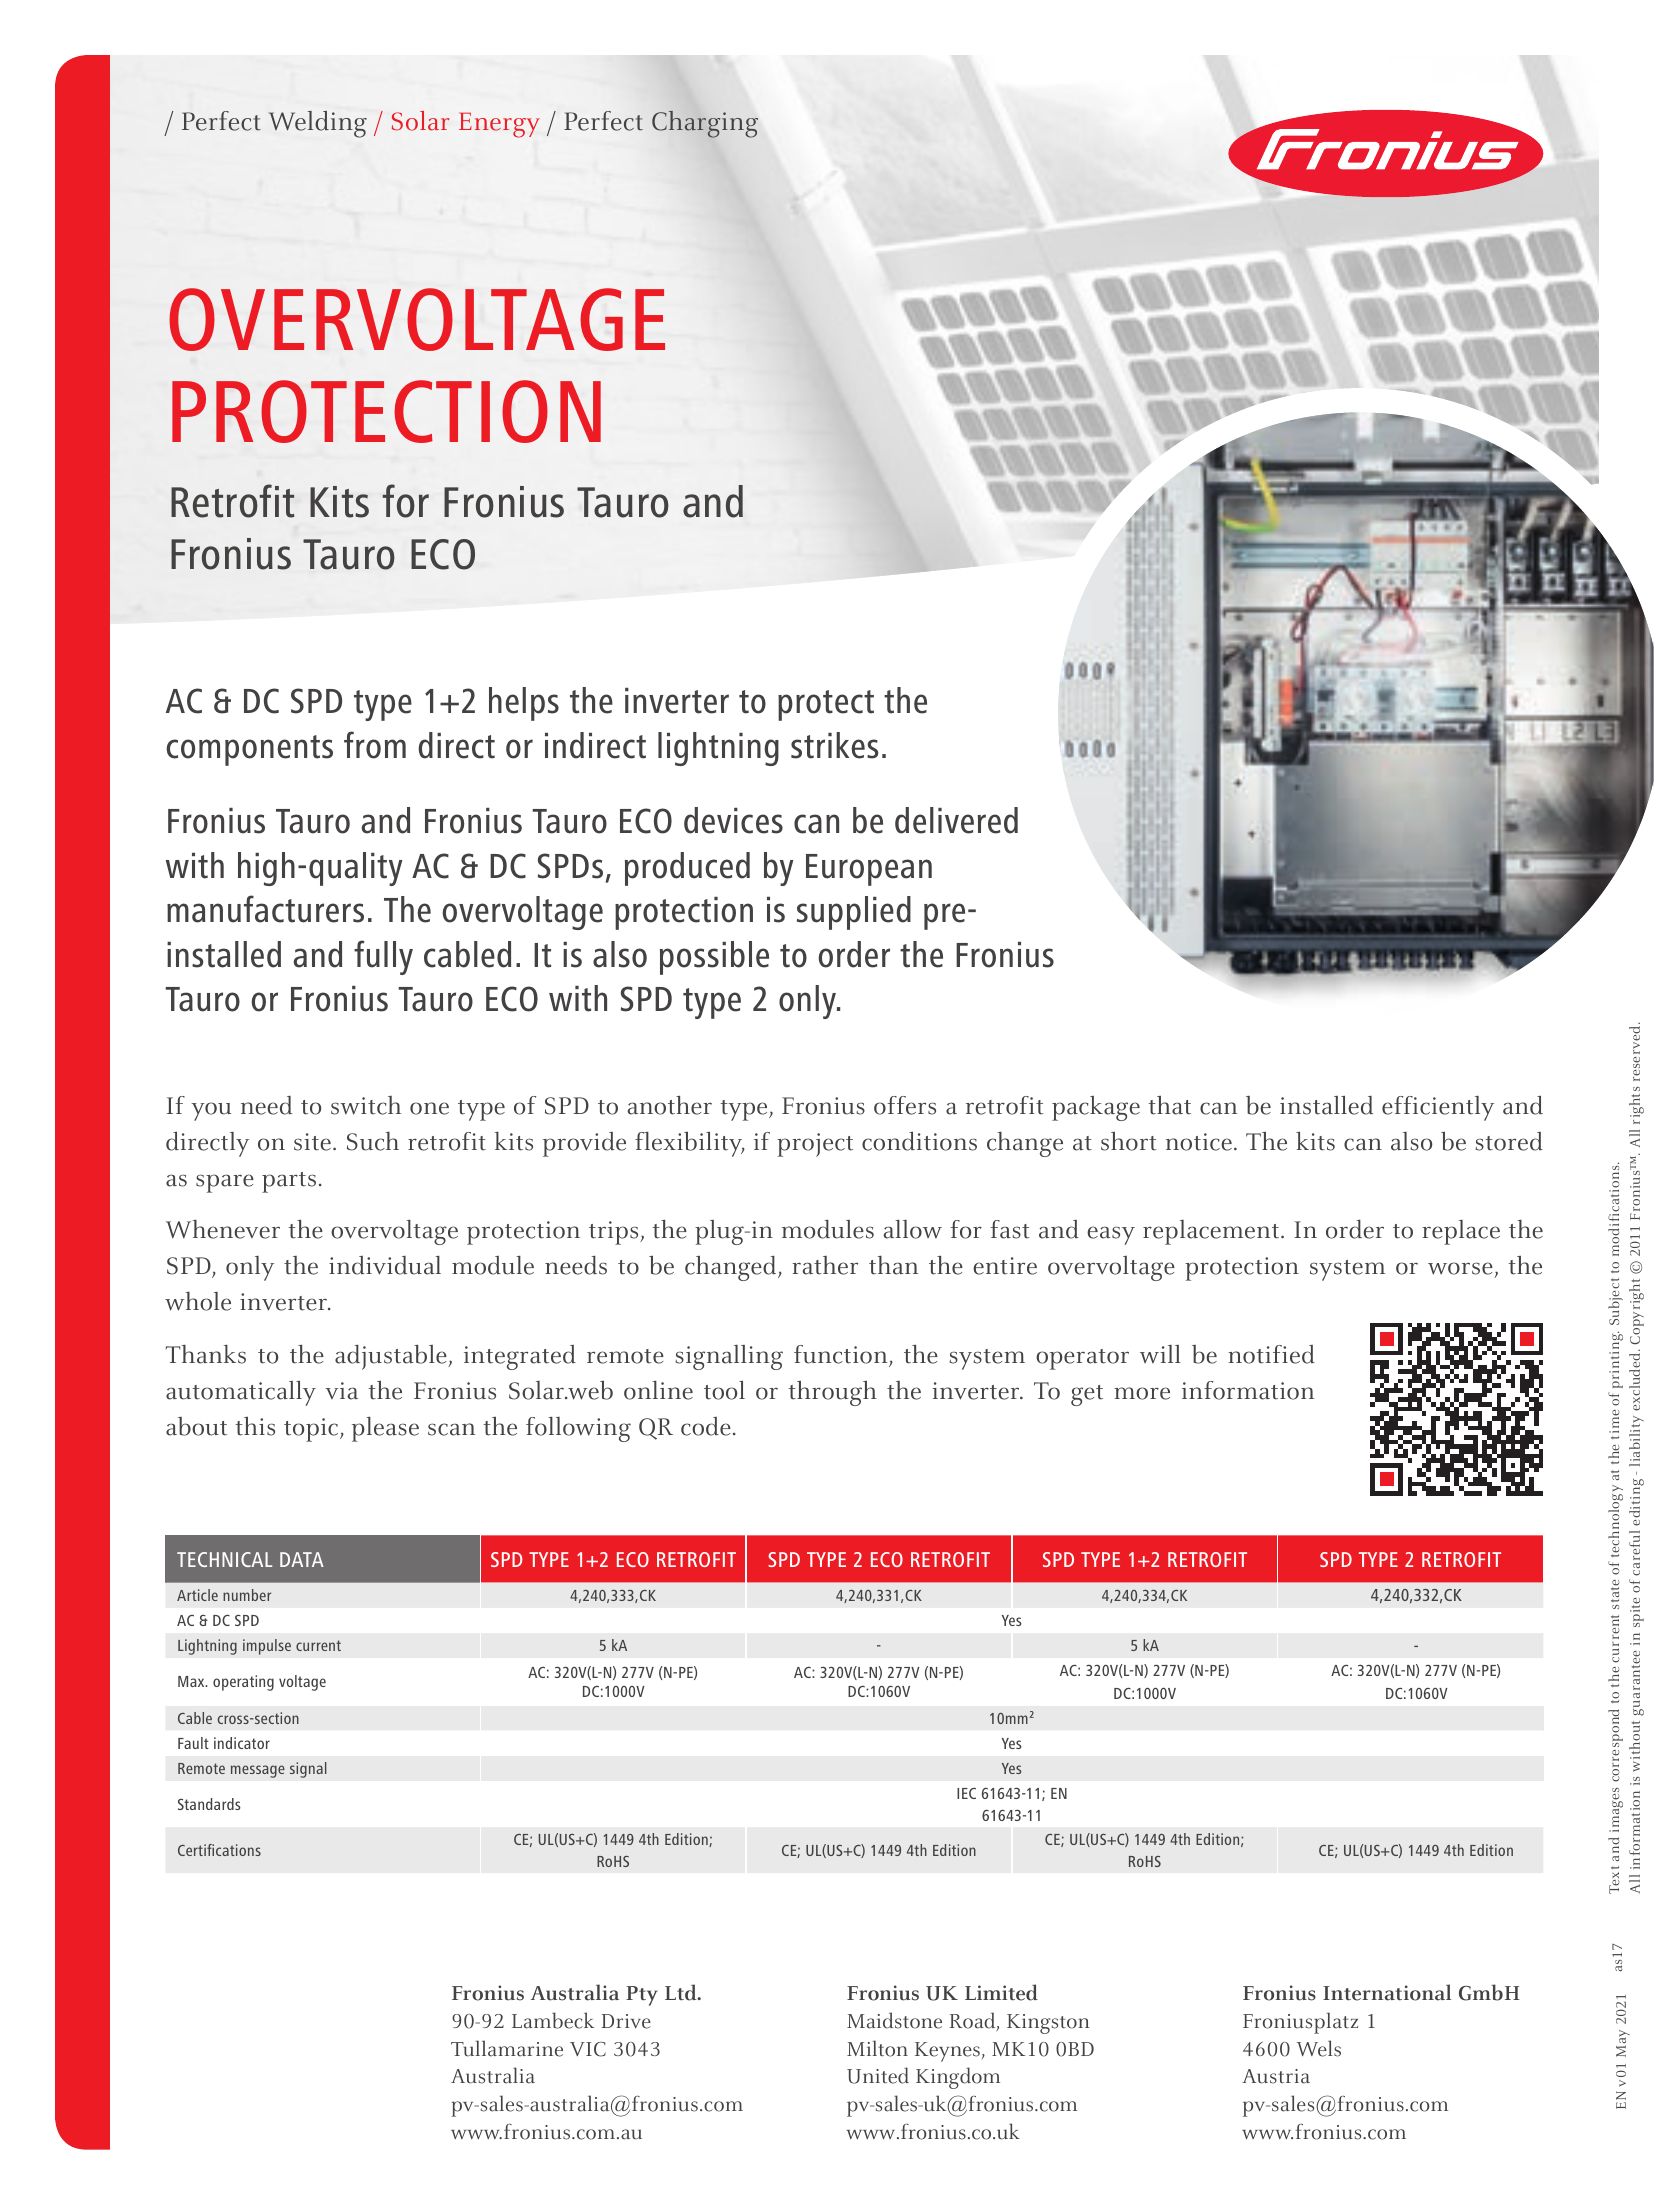 / Perfect Welding / Solar Energy / Perfect Charging
Fronius
OVERVOLTAGE
PROTECTION
Retrofit Kits for Fronius Tauro and
Fronius Tauro ECO
AC & DC SPD type 1+2 helps the inverter to protect the
components from direct or indirect lightning strikes.
Fronius Tauro and Fronius Tauro ECO devices can be delivered
with high-quality AC & DC SPDs, produced by European
manufacturers. The overvoltage protection is supplied pre-
installed and fully cabled. It is also possible to order the Fronius
Tauro or Fronius Tauro ECO with SPD type 2 only.
L1 L2 L3
If you need to switch one type of SPD to another type, Fronius offers a retrofit package that can be installed efficiently and
directly on site. Such retrofit kits provide flexibility, if project conditions change at short notice. The kits can also be stored
as spare parts.
Whenever the overvoltage protection trips, the plug-in modules allow for fast and easy replacement. In order to replace the
SPD, only the individual module needs to be changed, rather than the entire overvoltage protection system or worse, the
whole inverter.
Thanks to the adjustable, integrated remote signalling function, the system operator will be notified
automatically via the Fronius Solar.web online tool or through the inverter. To get more information
about this topic, please scan the following QR code.
TECHNICAL DATA SPD TYPE 1+2 ECO RETROFIT SPD TYPE 2 ECO RETROFIT SPD TYPE 1+2 RETROFIT SPD TYPE 2 RETROFIT
Article number 4,240,333,CK 4,240,331,CK 4,240,334,CK 4,240,332,CK
AC & DC SPD Yes
Lightning impulse current 5 kA - 5 kA -
Max. operating voltage AC: 320V(L-N) 277V (N-PE) AC: 320V(L-N) 277V (N-PE) AC: 320V(L-N) 277V (N-PE) AC: 320V(L-N) 277V (N-PE)
DC:1000V DC:1060V DC:1000V DC:1060V
Cable cross-section 10mm²
Fault indicator Yes
Remote message signal Yes
Standards IEC 61643-11; EN
61643-11
Certifications CE; UL(US+C) 1449 4th Edition; CE; UL(US+C) 1449 4th Edition CE; UL(US+C) 1449 4th Edition; CE; UL(US+C) 1449 4th Edition
RoHS RoHS
Fronius Australia Pty Ltd.
90-92 Lambeck Drive
Tullamarine VIC 3043
Australia
pv-sales-australia@fronius.com
www.fronius.com.au
Fronius UK Limited
Maidstone Road, Kingston
Milton Keynes, MK10 0BD
United Kingdom
pv-sales-uk@fronius.com
www.fronius.co.uk
Fronius International GmbH
Froniusplatz 1
4600 Wels
Austria
pv-sales@fronius.com
www.fronius.com
EN v01 May 2021 as17
Text and images correspond to the current state of technology at the time of printing. Subject to modifications.
All information is without guarantee in spite of careful editing - liability excluded. Copyright © 2011 Fronius™. All rights reserved.